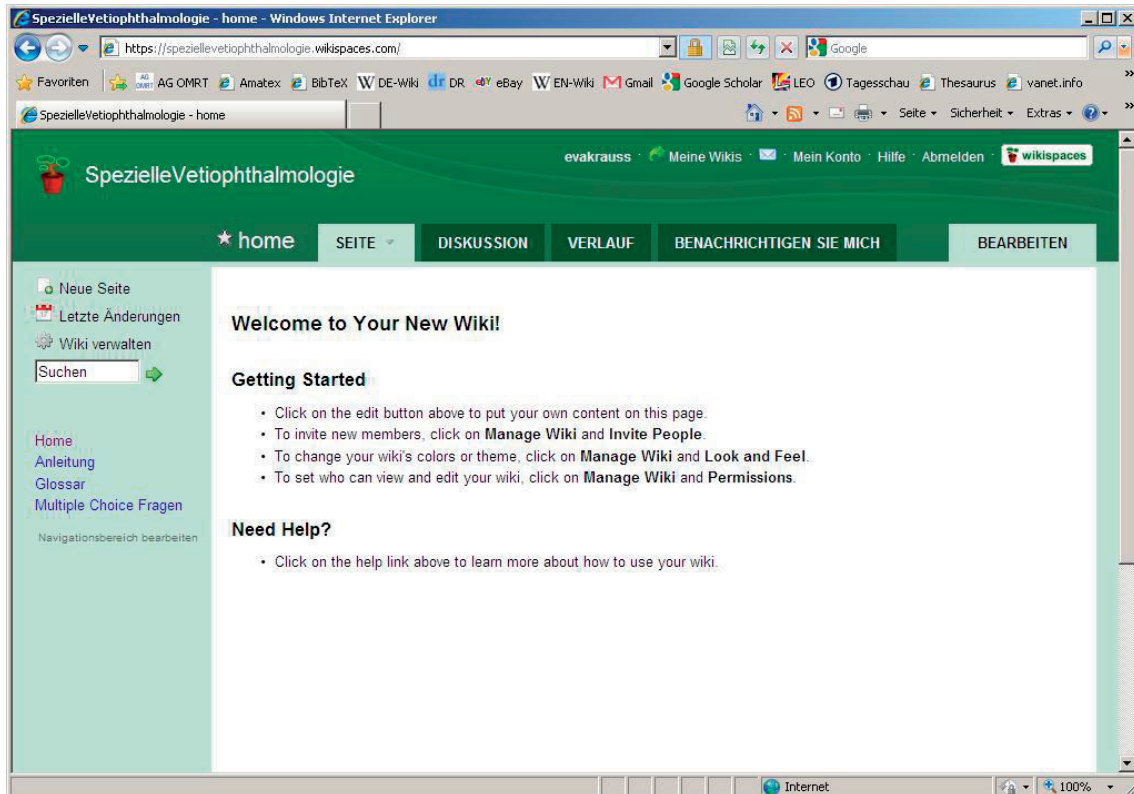 SpezielleVetiophthalmologie - home - Windows Internet Explorer
https://speziellevetiophthalmologie.wikispaces.com/
Google
Favoriten AG OMRT AG OMRT Amatex BibTeX W DE-Wiki dr DR ebY eBay W EN-Wiki Gmail Google Scholar LEO Tagesschau Thesaurus vanet.info »
SpezielleVetiophthalmologie - home
Seite Sicherheit Extras »
evakrauss · Meine Wikis · Mein Konto · Hilfe · Abmelden · wikispaces
SpezielleVetiophthalmologie
home SEITE DISKUSSION VERLAUF BENACHRICHTIGEN SIE MICH BEARBEITEN
Neue Seite
Letzte Änderungen
Wiki verwalten
Suchen
Home
Anleitung
Glossar
Multiple Choice Fragen
Navigationsbereich bearbeiten
Welcome to Your New Wiki!
Getting Started
• Click on the edit button above to put your own content on this page.
• To invite new members, click on Manage Wiki and Invite People.
• To change your wiki's colors or theme, click on Manage Wiki and Look and Feel.
• To set who can view and edit your wiki, click on Manage Wiki and Permissions.
Need Help?
• Click on the help link above to learn more about how to use your wiki.
Internet 100%